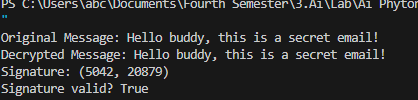 PS C:\Users\abc\Documents\Fourth Semester\3.Ai\Lab\Ai Phyton
"
Original Message: Hello buddy, this is a secret email!
Decrypted Message: Hello buddy, this is a secret email!
Signature: (5042, 20879)
Signature valid? True